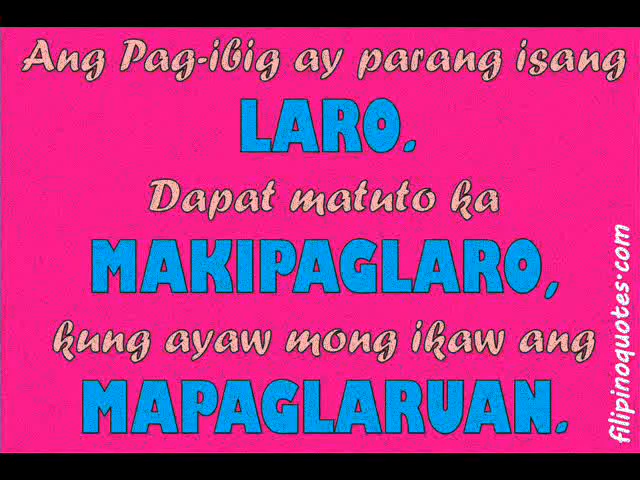 Ang Pag-ibig ay parang isang
LARO.
Dapat matuto ka
MAKIPAGLARO,
kung ayaw mong ikaw ang
MAPAGLARUAN.
filipinoquotes.com